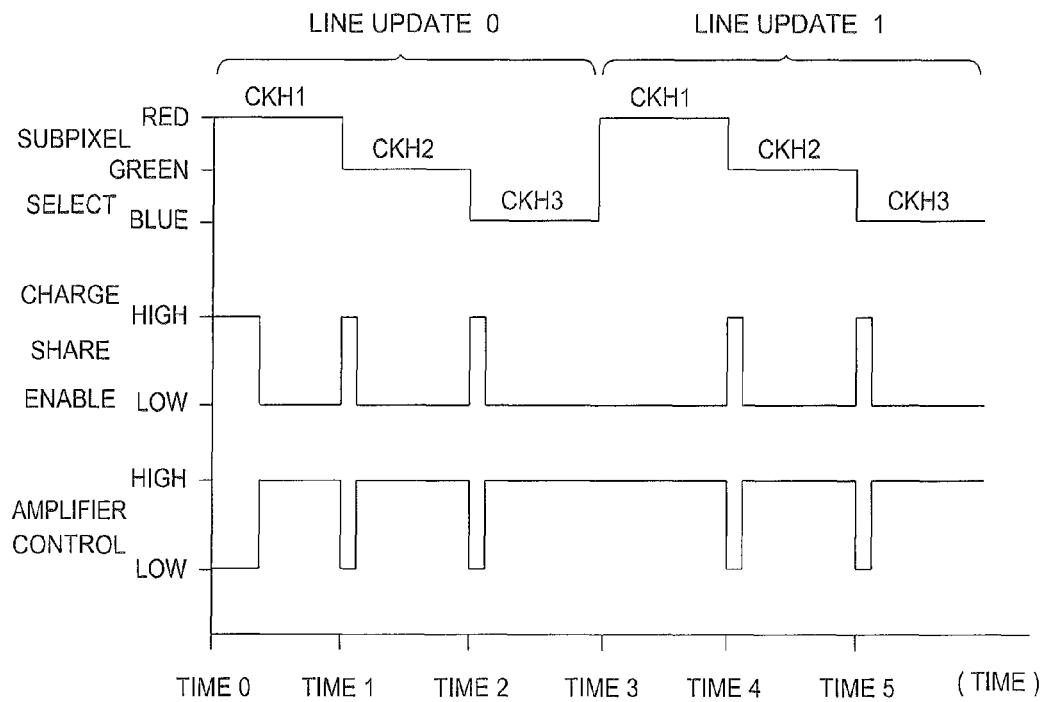 LINE UPDATE 0
LINE UPDATE 1
CKH1
CKH2
CKH3
CKH1
CKH2
CKH3
SUBPIXEL
SELECT
RED
GREEN
BLUE
CHARGE
SHARE
ENABLE
HIGH
LOW
AMPLIFIER
CONTROL
HIGH
LOW
TIME 0
TIME 1
TIME 2
TIME 3
TIME 4
TIME 5
( TIME )